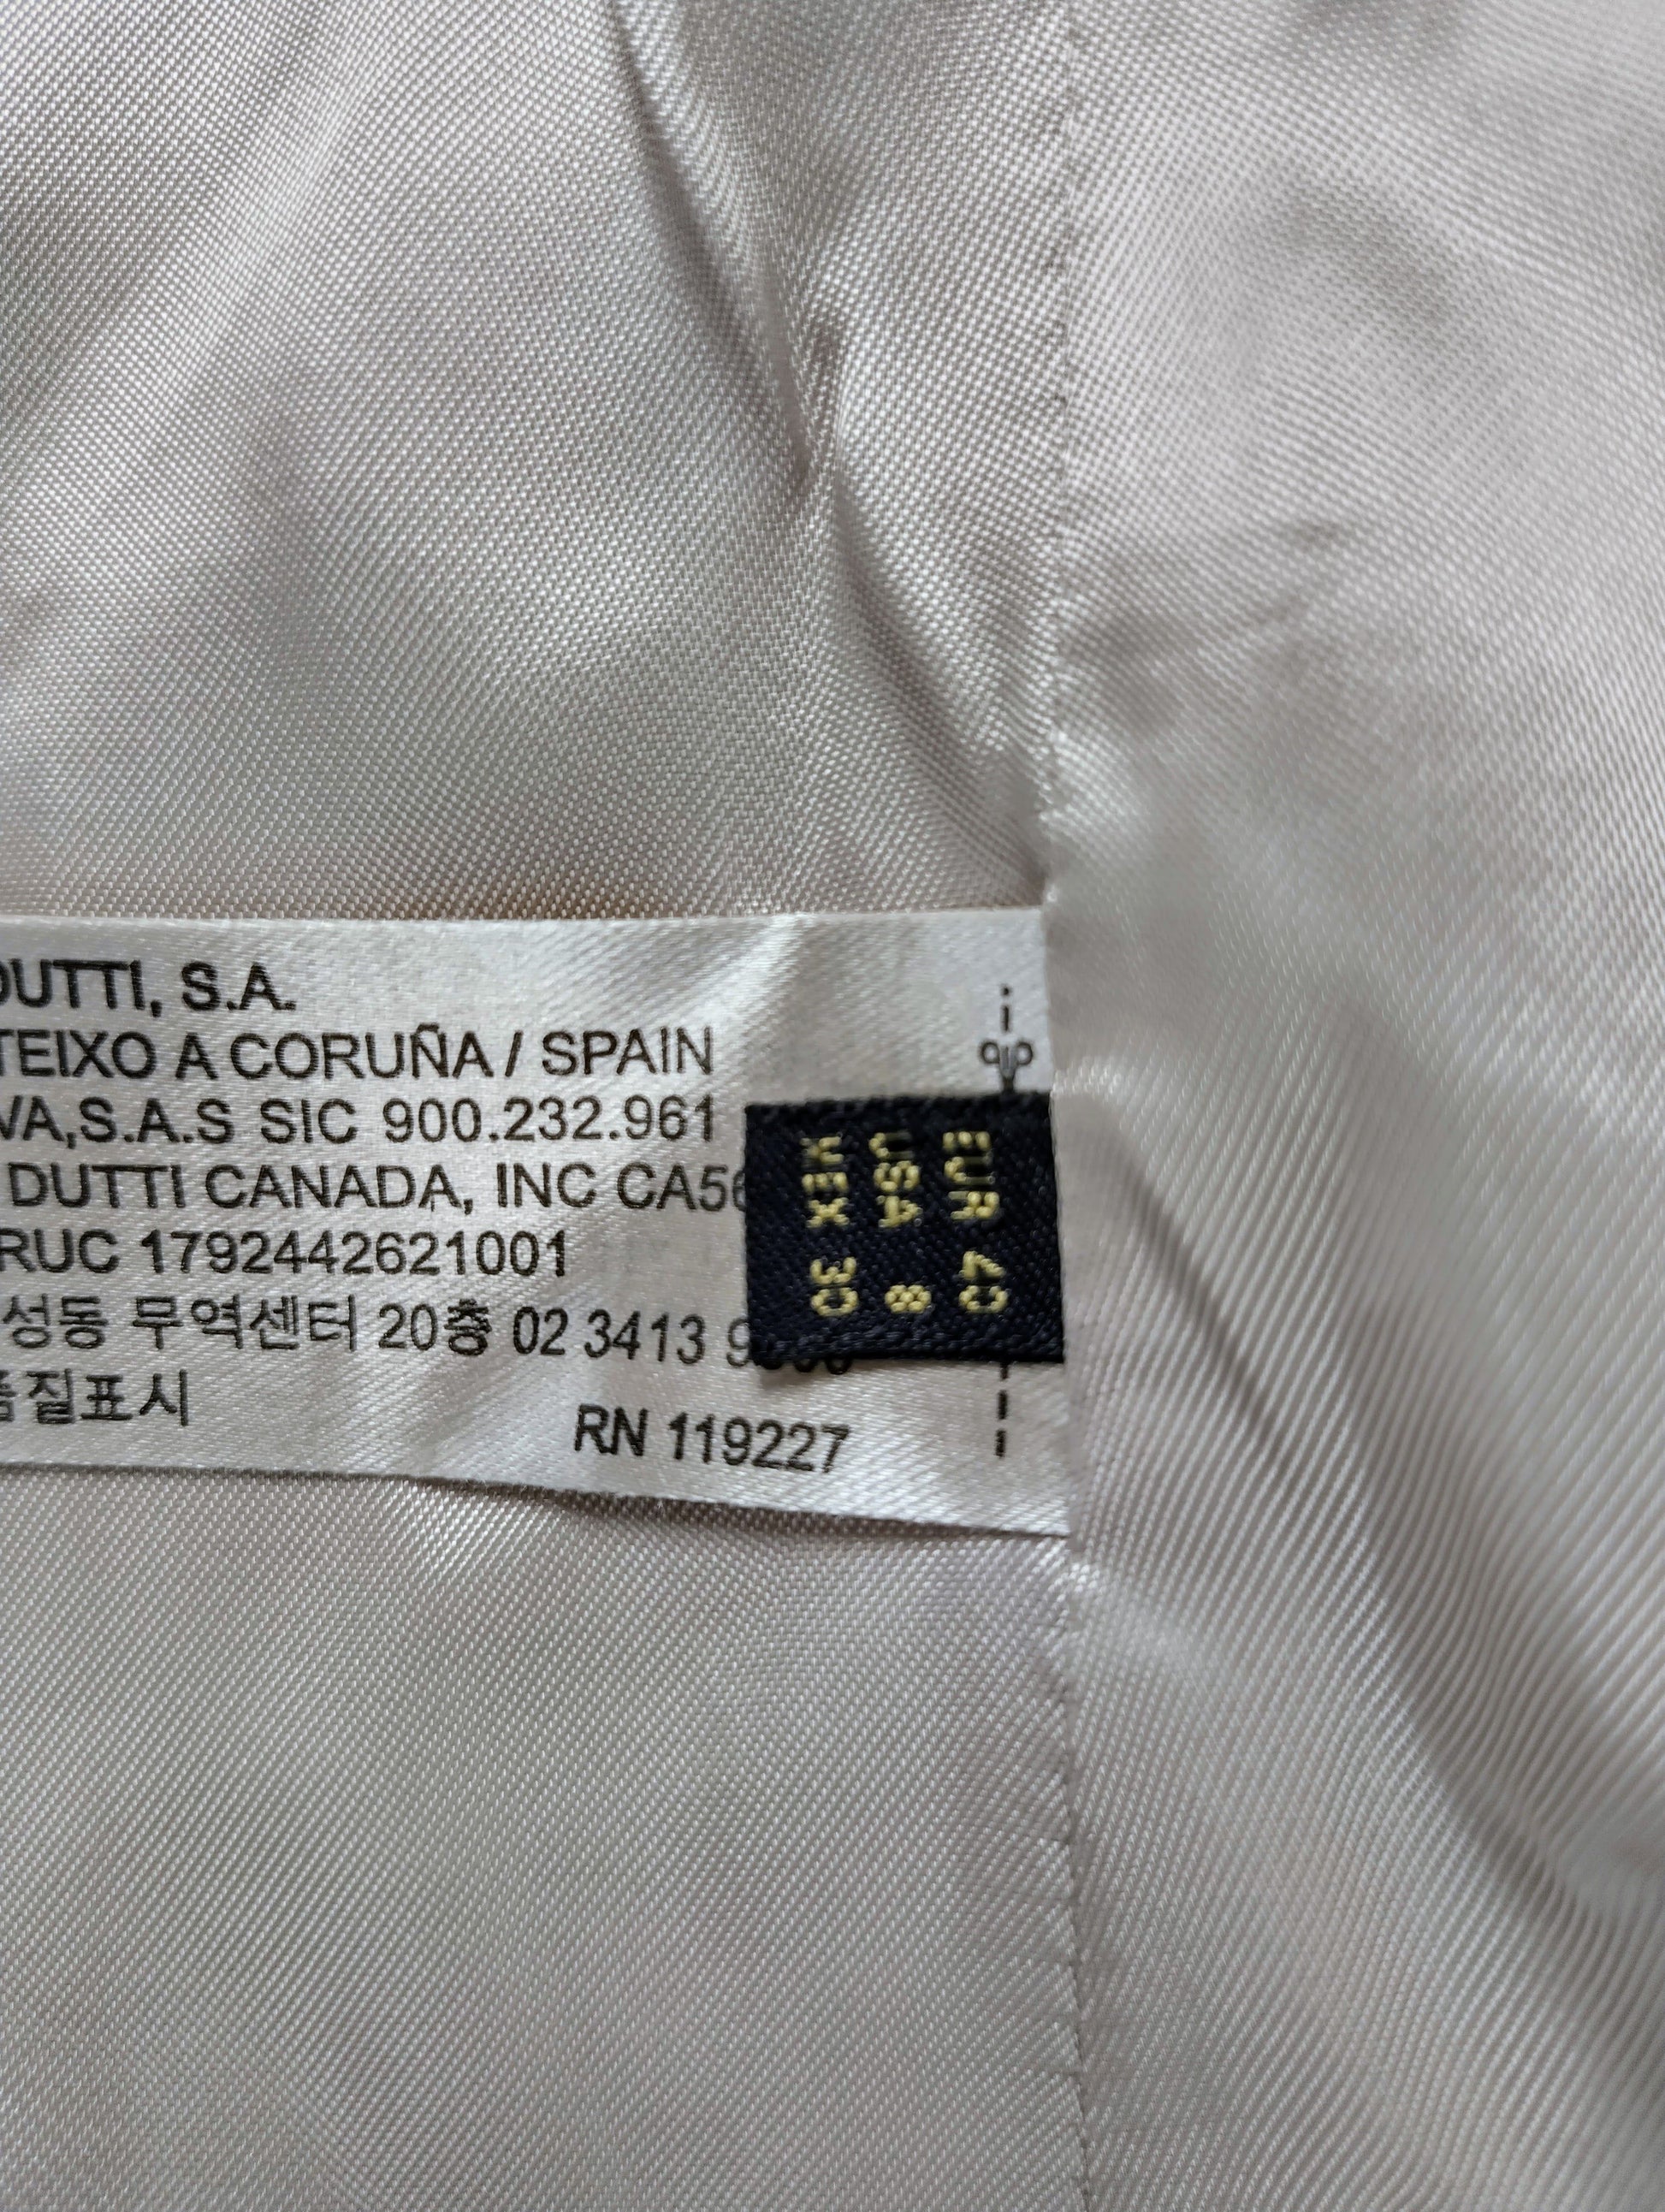 DUTTI, S.A.
TEIXO A CORUÑA / SPAIN
VA,S.A.S SIC 900.232.961
DUTTI CANADA, INC CA56
RUC 1792442621001
성동 무역센터 20층 02 3413
품질표시
RN 119227
EUR 40
USA 8
MEX 30